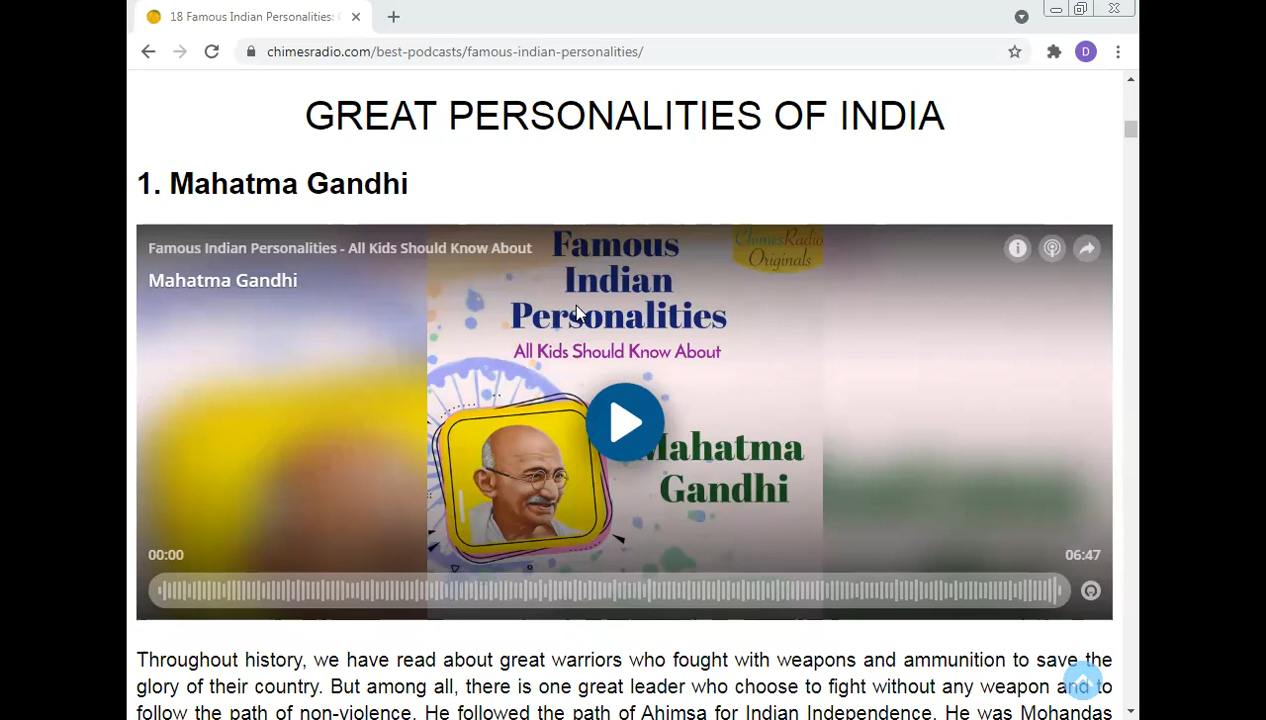 18 Famous Indian Personalities:
chimesradio.com/best-podcasts/famous-indian-personalities/
D
GREAT PERSONALITIES OF INDIA
1. Mahatma Gandhi
Famous Indian Personalities - All Kids Should Know About
Mahatma Gandhi
Famous
Indian
Personalities
All Kids Should Know About
ChimesRadio
Originals
Mahatma
Gandhi
00:00
06:47
Throughout history, we have read about great warriors who fought with weapons and ammunition to save the
glory of their country. But among all, there is one great leader who choose to fight without any weapon and to
follow the path of non-violence. He followed the path of Ahimsa for Indian Independence. He was Mohandas